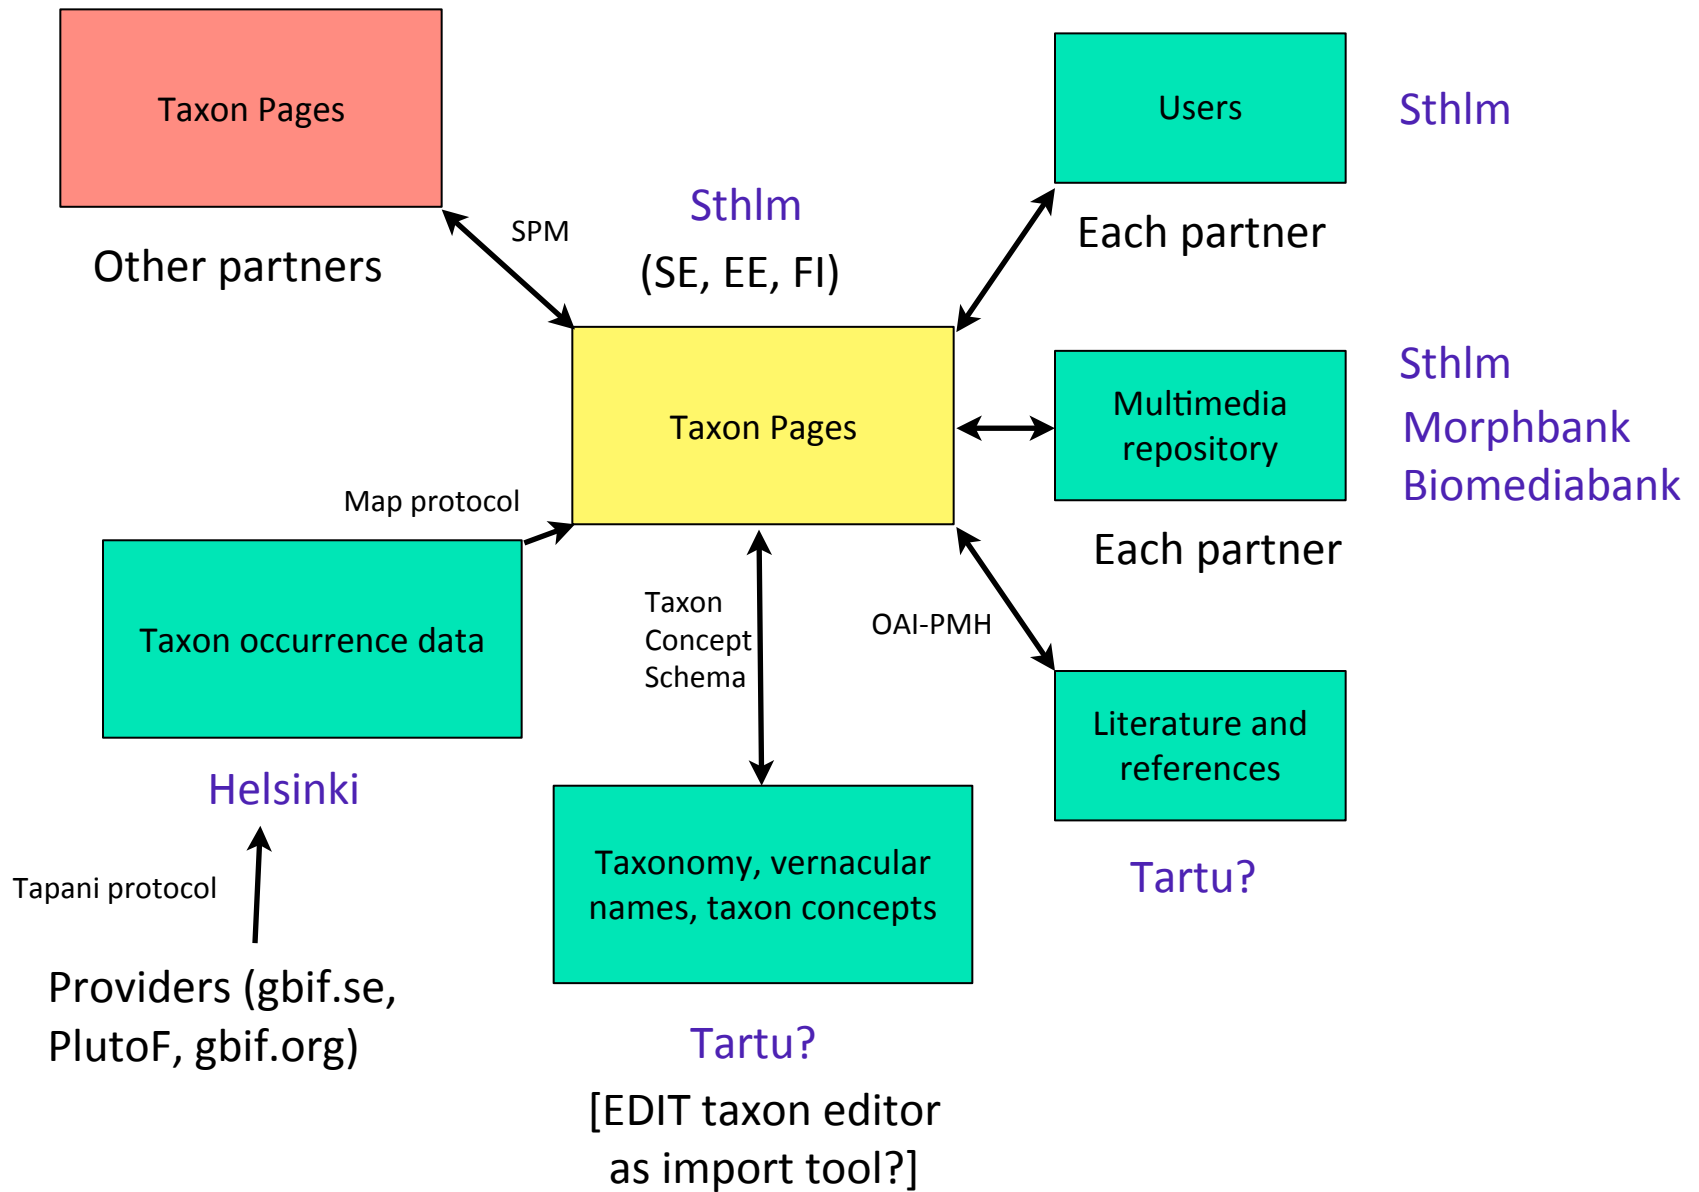 Taxon Pages
Other partners
SPM
Sthlm
(SE, EE, FI)
Users
Sthlm
Each partner
Taxon Pages
Multimedia
repository
Sthlm
Morphbank
Biomediabank
Each partner
Map protocol
Taxon occurrence data
Helsinki
Tapani protocol
Providers (gbif.se,
PlutoF, gbif.org)
Taxon
Concept
Schema
OAI-PMH
Literature and
references
Tartu?
Taxonomy, vernacular
names, taxon concepts
Tartu?
[EDIT taxon editor
as import tool?]